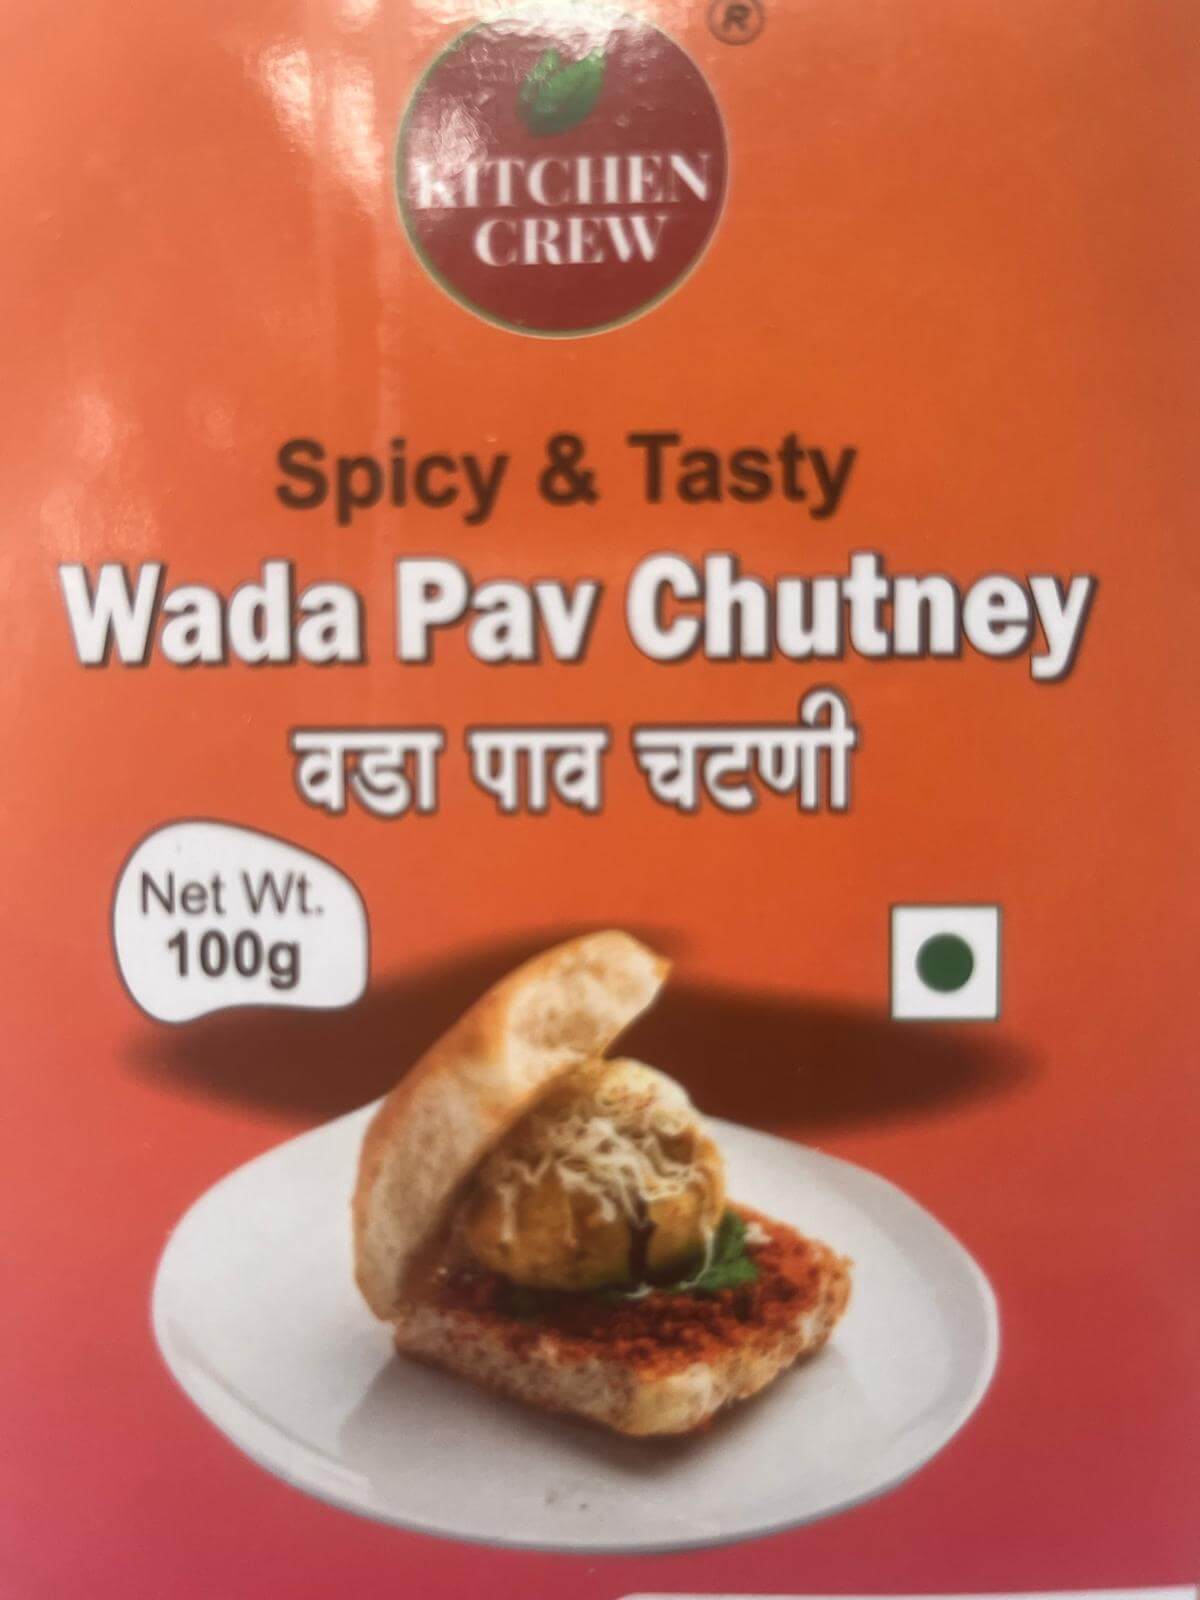 ®
KITCHEN
CREW
Spicy & Tasty
Wada Pav Chutney
वडा पाव चटणी
Net Wt.
100g